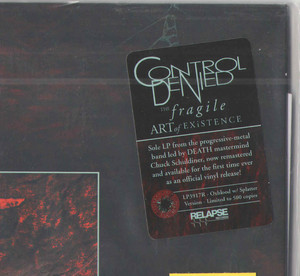 CONTROL
DENIED
THE fragile
ART of EXiSTENCE
Sole LP from the progressive-metal
band led by DEATH mastermind
Chuck Schuldiner, now remastered
and available for the first time ever
as an official vinyl release!
LP3917R - Oxblood w/ Splatter
Version - Limited to 500 copies
RELAPSE